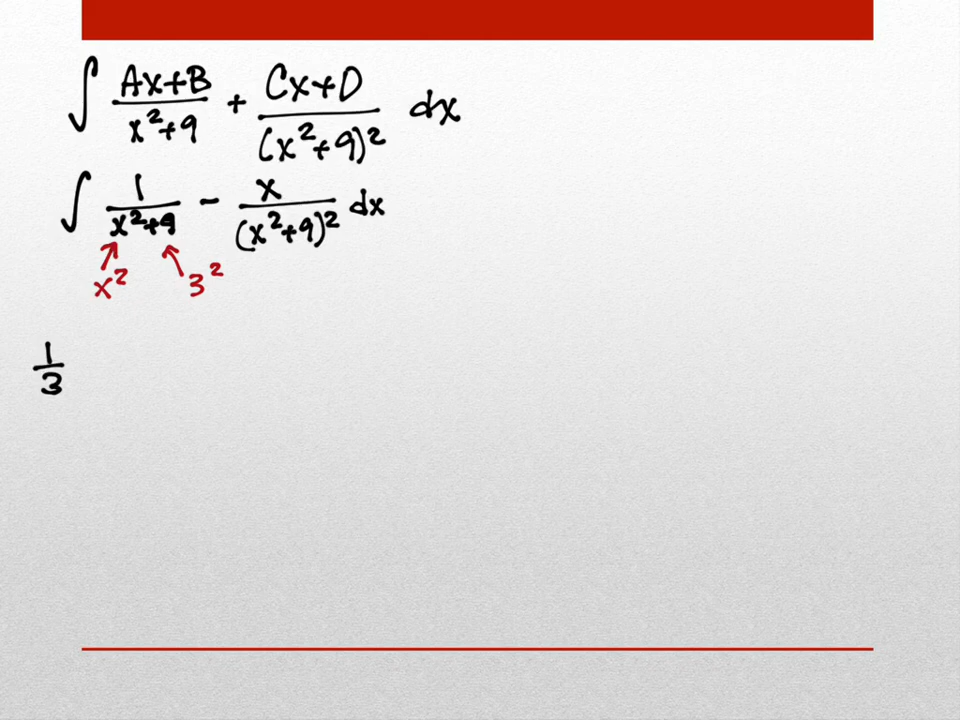 ∫ (Ax+B)/(x²+9) + (Cx+D)/(x²+9)² dx
∫ 1/(x²+9) − x/(x²+9)² dx
x² 3²
1/3